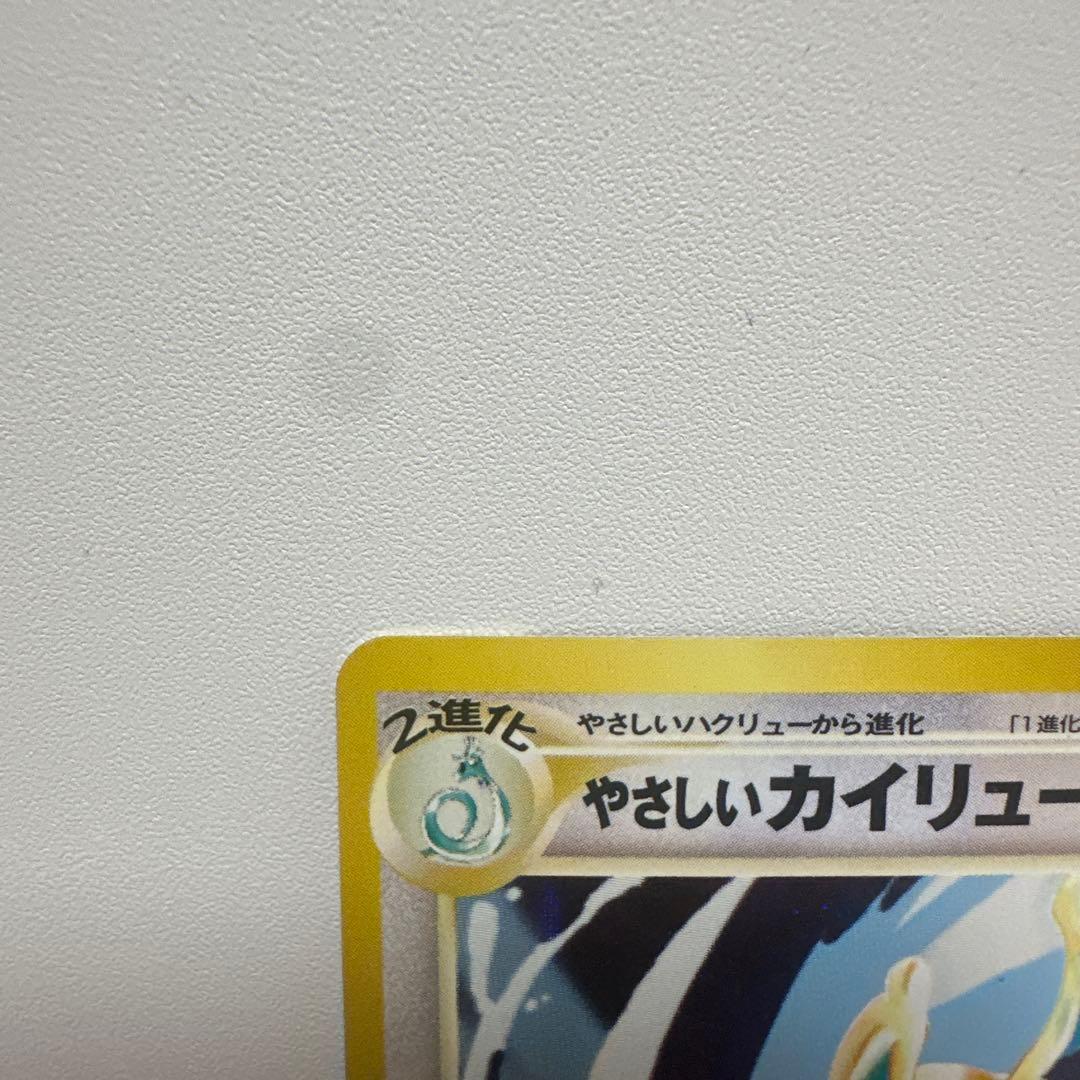 2進化
やさしいハクリューから進化
「1進化
やさしいカイリュー